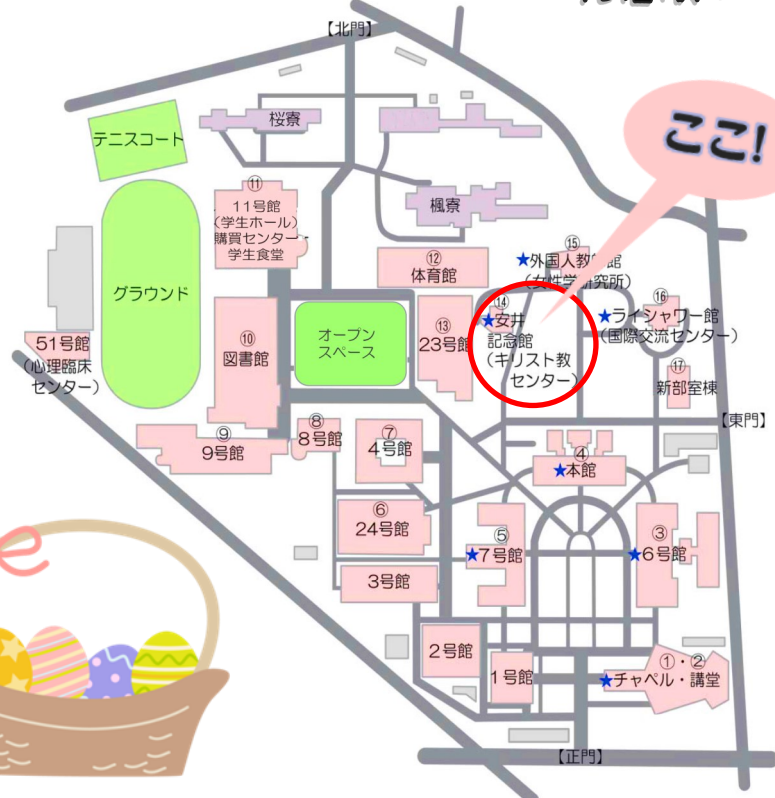 【北門】
テニスコート
桜寮
ここ!
⑪
11号館
(学生ホール)
購買センター
学生食堂
楓寮
⑫
体育館
⑮
★外国人教 館
(女性学研究所)
グラウンド
⑭
★安井
記念館
(キリスト教
センター)
⑯
★ライシャワー館
(国際交流センター)
⑩
図書館
オープン
スペース
⑬
23号館
51号館
(心理臨床
センター)
⑰
新部室棟
【東門】
⑨
9号館
⑧
8号館
⑦
4号館
④
★本館
⑥
24号館
⑤
★7号館
③
★6号館
3号館
2号館
1号館
①・②
★チャペル・講堂
【正門】